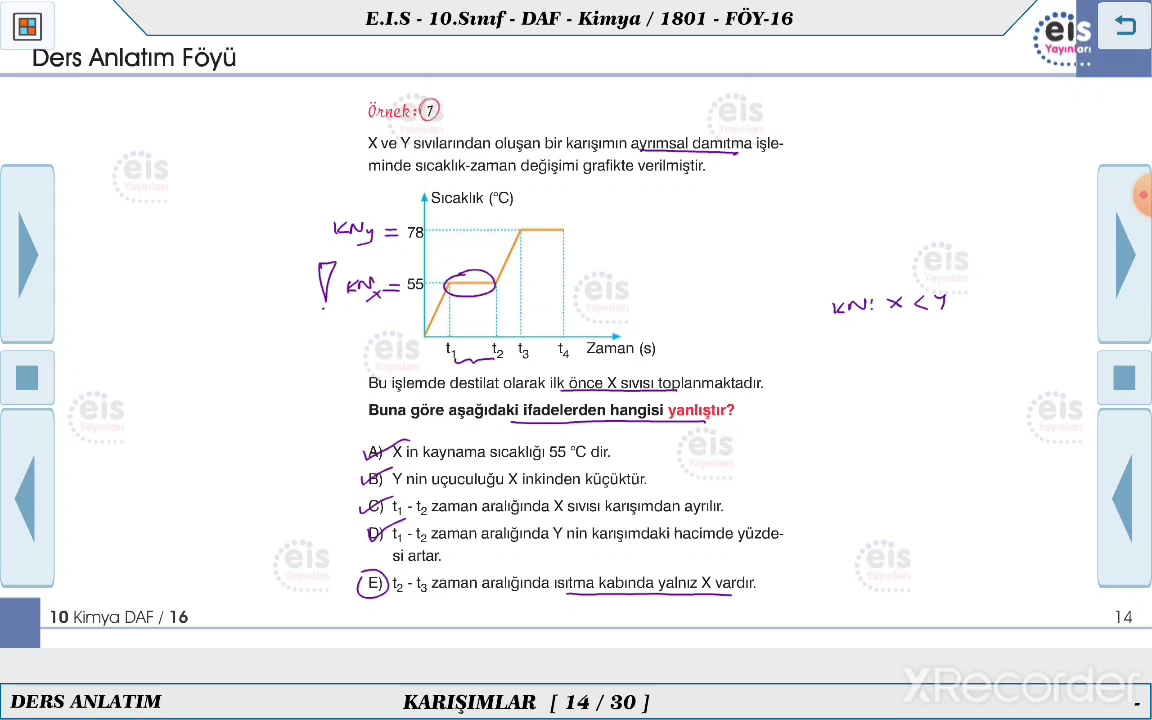 E.I.S - 10.Sınıf - DAF - Kimya / 1801 - FÖY-16
Ders Anlatım Föyü
eis
Yayınları
Örnek: 7
X ve Y sıvılarından oluşan bir karışımın ayrımsal damıtma işle-
minde sıcaklık-zaman değişimi grafikte verilmiştir.
Sıcaklık (°C)
KNy = 78
KNx = 55
KN: X < Y
t1 t2 t3 t4 Zaman (s)
Bu işlemde destilat olarak ilk önce X sıvısı toplanmaktadır.
Buna göre aşağıdaki ifadelerden hangisi yanlıştır?
A) X in kaynama sıcaklığı 55 °C dir.
B) Y nin uçuculuğu X inkinden küçüktür.
C) t1 - t2 zaman aralığında X sıvısı karışımdan ayrılır.
D) t1 - t2 zaman aralığında Y nin karışımdaki hacimde yüzde-
si artar.
E) t2 - t3 zaman aralığında ısıtma kabında yalnız X vardır.
10 Kimya DAF / 16
14
XRecorder
DERS ANLATIM
KARIŞIMLAR [ 14 / 30 ]
-